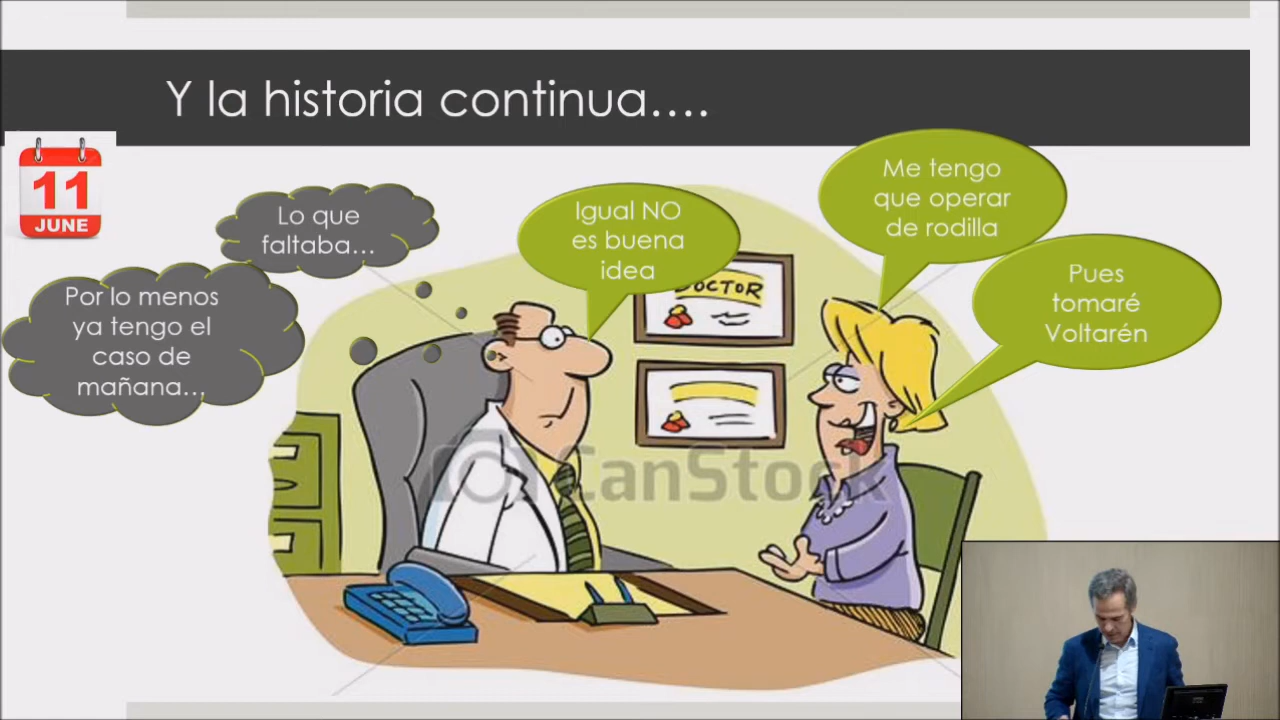 Y la historia continua....
11
JUNE
Lo que
faltaba...
Por lo menos
ya tengo el
caso de
mañana...
Igual NO
es buena
idea
Me tengo
que operar
de rodilla
Pues
tomaré
Voltarén
DOCTOR
CanStock